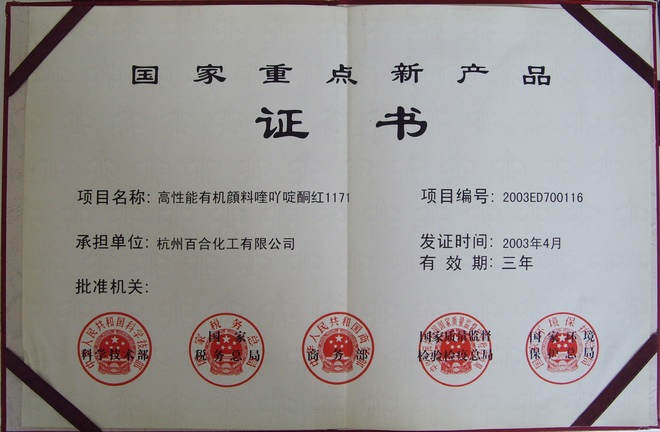 国家重点新产品
证书
项目名称: 高性能有机顔料喹吖啶酮红1171
项目编号: 2003ED700116
承担单位: 杭州百合化工有限公司
发证时间: 2003年4月
有效期: 三年
批准机关:
科学技术部
国家
税务总局
商务部
国家质量监督
检验检疫总局
国家环境
保护总局